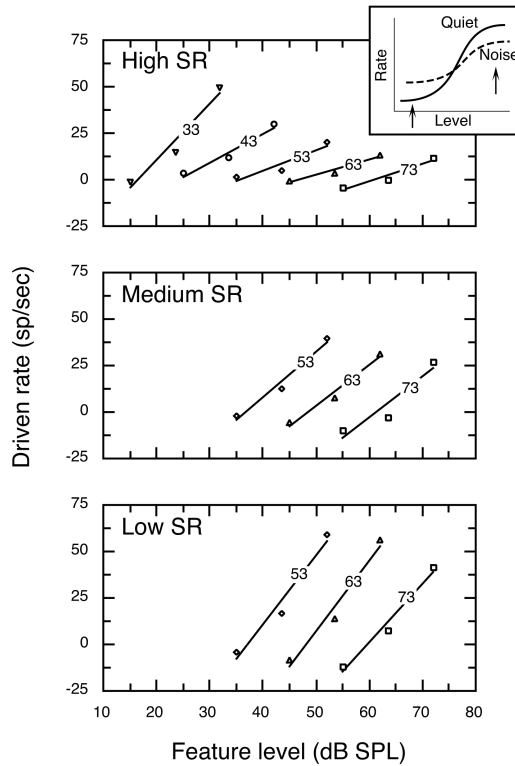 Quiet
Noise
Rate
Level
High SR
75
50
25
0
-25
33
43
53
63
73
Medium SR
75
50
25
0
-25
53
63
73
Driven rate (sp/sec)
Low SR
75
50
25
0
-25
53
63
73
10 20 30 40 50 60 70 80
Feature level (dB SPL)